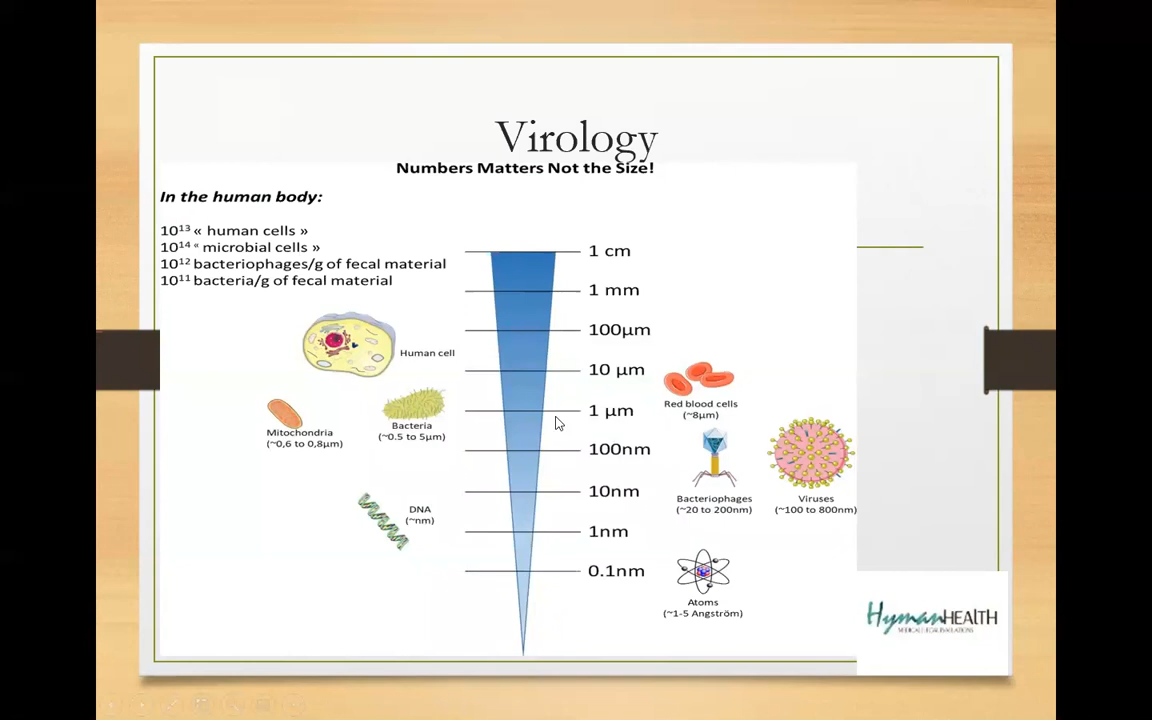 Virology
Numbers Matters Not the Size!
In the human body:
10¹³ « human cells »
10¹⁴ « microbial cells »
10¹² bacteriophages/g of fecal material
10¹¹ bacteria/g of fecal material
1 cm
1 mm
100µm
10 µm
1 µm
100nm
10nm
1nm
0.1nm
Human cell
Mitochondria
(~0,6 to 0,8µm)
Bacteria
(~0.5 to 5µm)
DNA
(~nm)
Red blood cells
(~8µm)
Bacteriophages
(~20 to 200nm)
Viruses
(~100 to 800nm)
Atoms
(~1-5 Angström)
HymanHEALTH